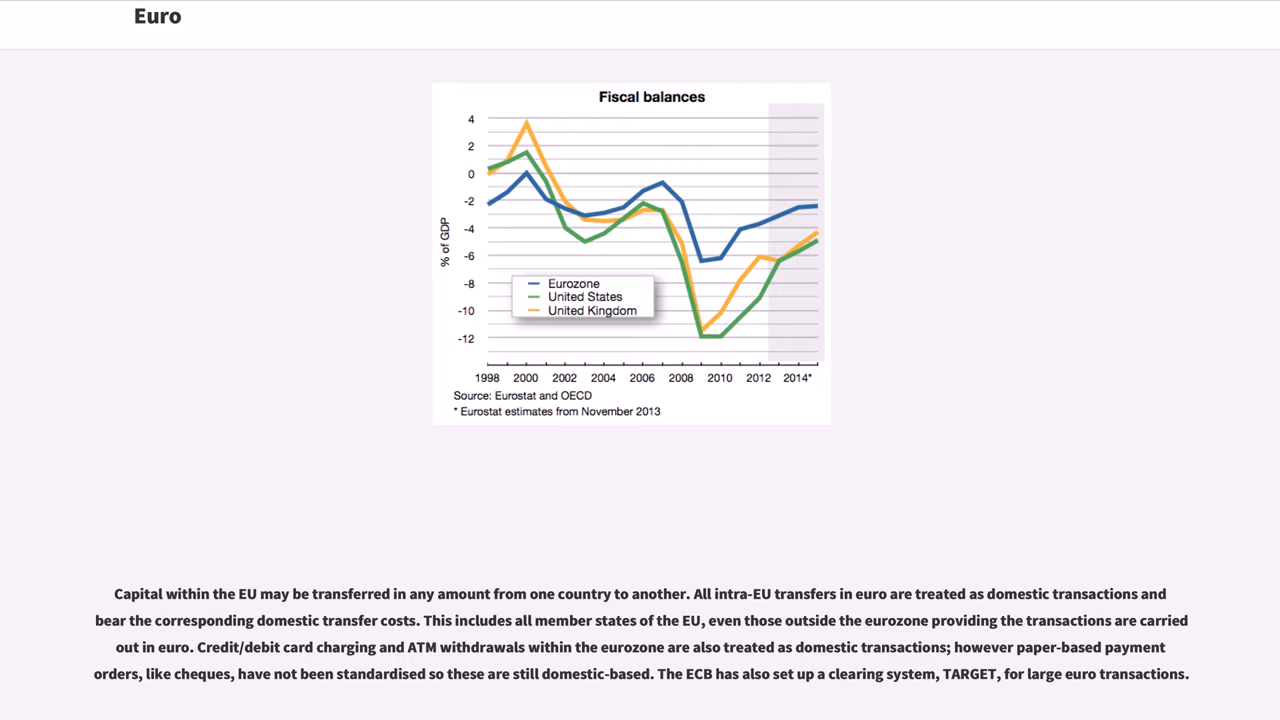 Euro
Fiscal balances
4
2
0
-2
-4
-6
-8
-10
-12
% of GDP
Eurozone
United States
United Kingdom
1998 2000 2002 2004 2006 2008 2010 2012 2014*
Source: Eurostat and OECD
* Eurostat estimates from November 2013
Capital within the EU may be transferred in any amount from one country to another. All intra-EU transfers in euro are treated as domestic transactions and
bear the corresponding domestic transfer costs. This includes all member states of the EU, even those outside the eurozone providing the transactions are carried
out in euro. Credit/debit card charging and ATM withdrawals within the eurozone are also treated as domestic transactions; however paper-based payment
orders, like cheques, have not been standardised so these are still domestic-based. The ECB has also set up a clearing system, TARGET, for large euro transactions.